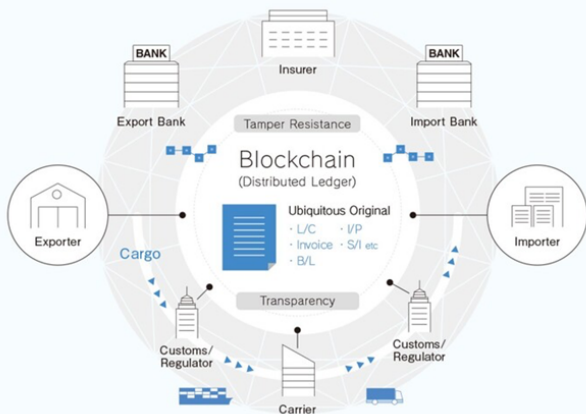 BANK
BANK
Insurer
Export Bank
Import Bank
Tamper Resistance
Blockchain
(Distributed Ledger)
Ubiquitous Original
· L/C · I/P
· Invoice · S/I etc
· B/L
Exporter
Importer
Cargo
Transparency
Customs/
Regulator
Customs/
Regulator
Carrier